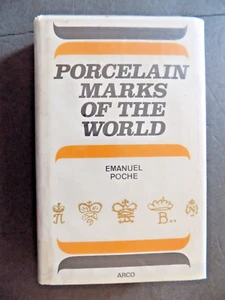 PORCELAIN
MARKS
OF THE
WORLD
EMANUEL
POCHE
B..
N
ARCO